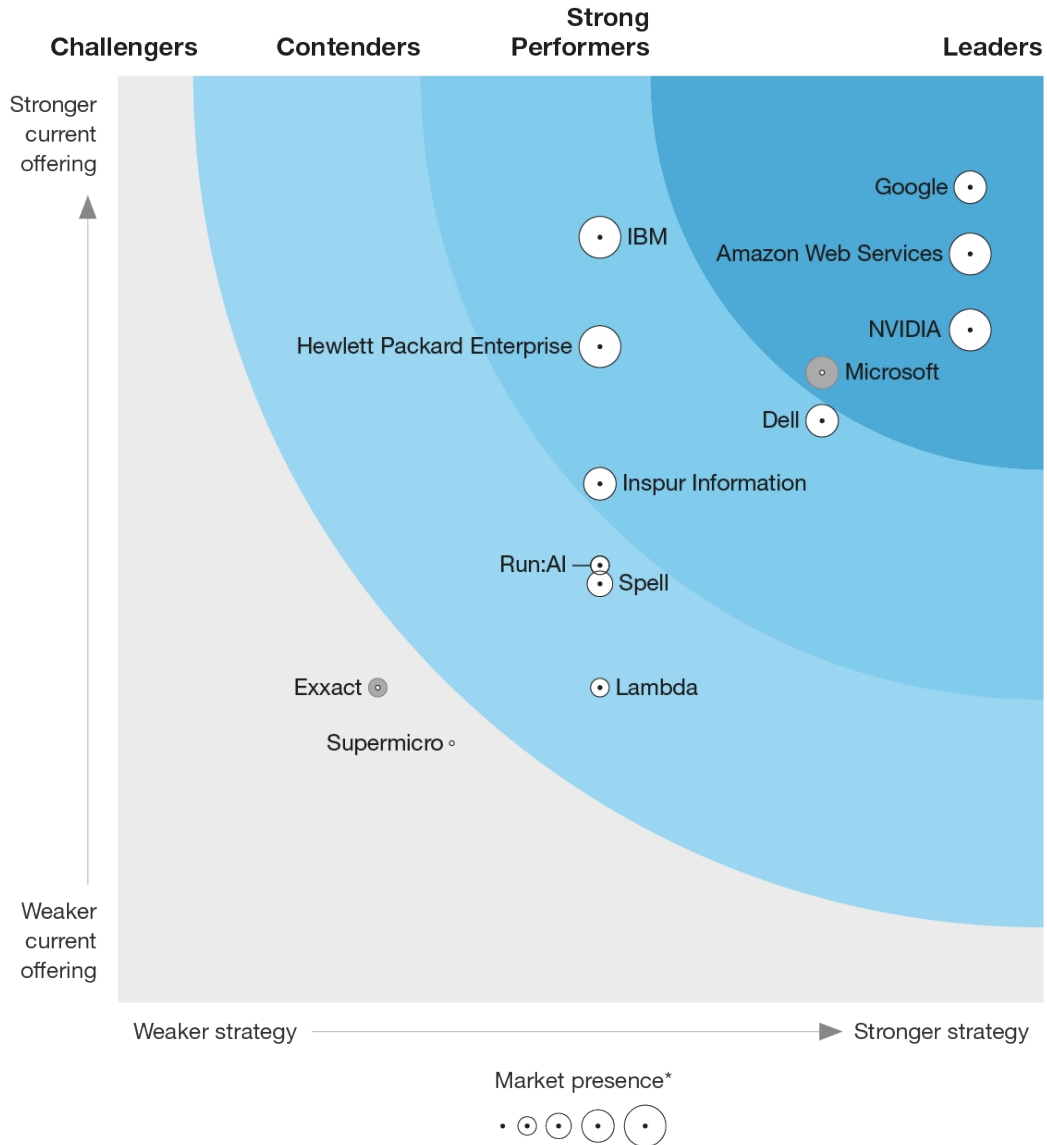 Challengers
Contenders
Strong
Performers
Leaders
Stronger
current
offering
Google
IBM
Amazon Web Services
NVIDIA
Hewlett Packard Enterprise
Microsoft
Dell
Inspur Information
Run:AI
Spell
Exxact
Lambda
Supermicro
Weaker
current
offering
Weaker strategy
Stronger strategy
Market presence*